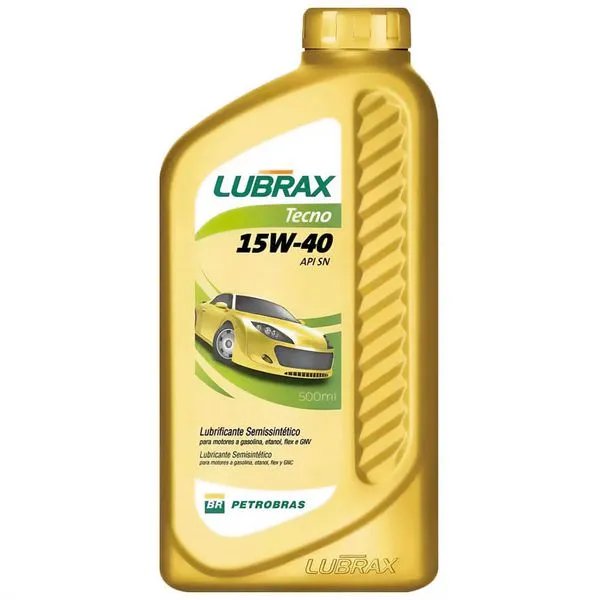 LUBRAX
Tecno
15W-40
API SN
500ml
Lubrificante Semissintético
para motores a gasolina, etanol, flex e GNV
Lubricante Semisintético
para motores a gasolina, etanol, flex y GNC
BR PETROBRAS
LUBRAX